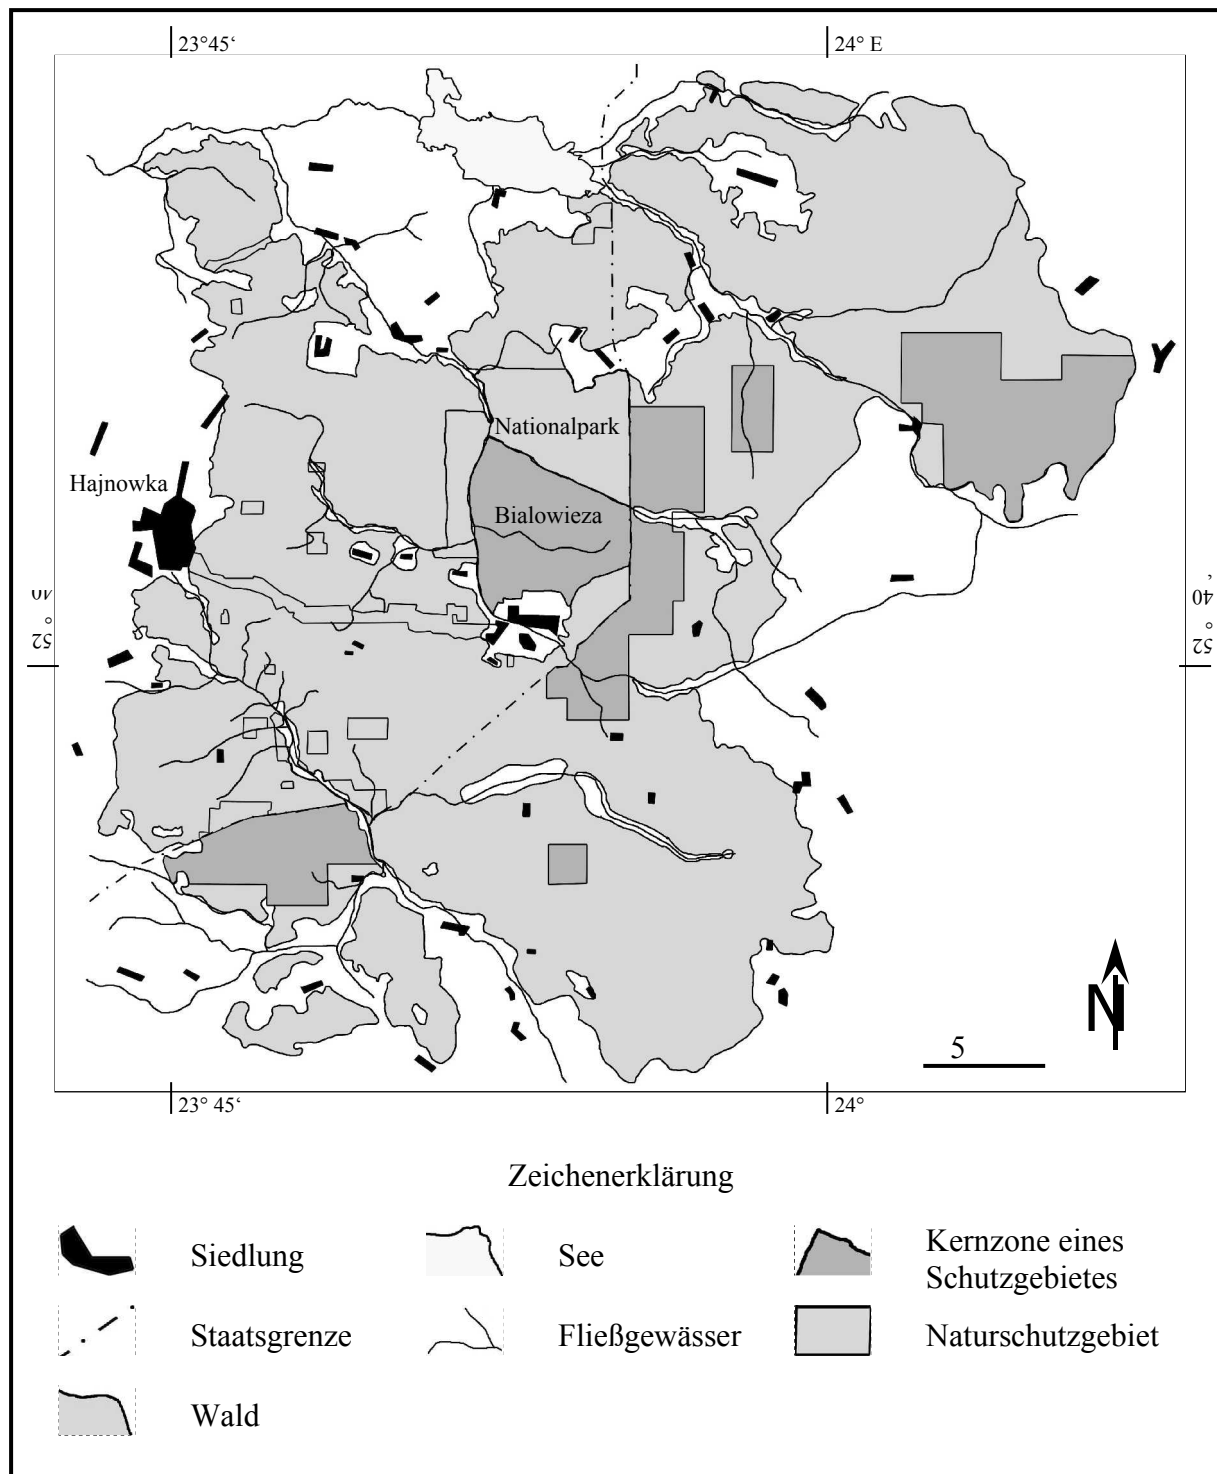 23°45‘
24° E
Nationalpark
Hajnowka
Bialowieza
52 ° 40
52 ° 40 ‘
N
5
23° 45‘
24°
Zeichenerklärung
Siedlung
See
Kernzone eines
Schutzgebietes
Staatsgrenze
Fließgewässer
Naturschutzgebiet
Wald